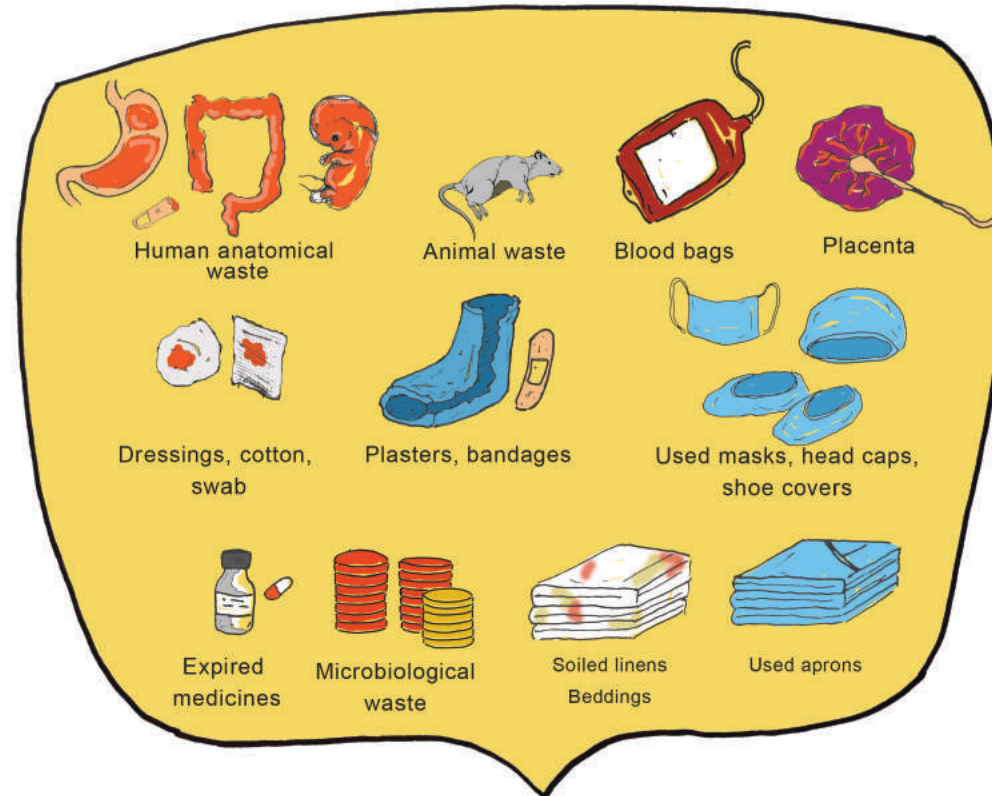 Human anatomical
waste
Animal waste
Blood bags
Placenta
Dressings, cotton,
swab
Plasters, bandages
Used masks, head caps,
shoe covers
Expired
medicines
Microbiological
waste
Soiled linens
Beddings
Used aprons